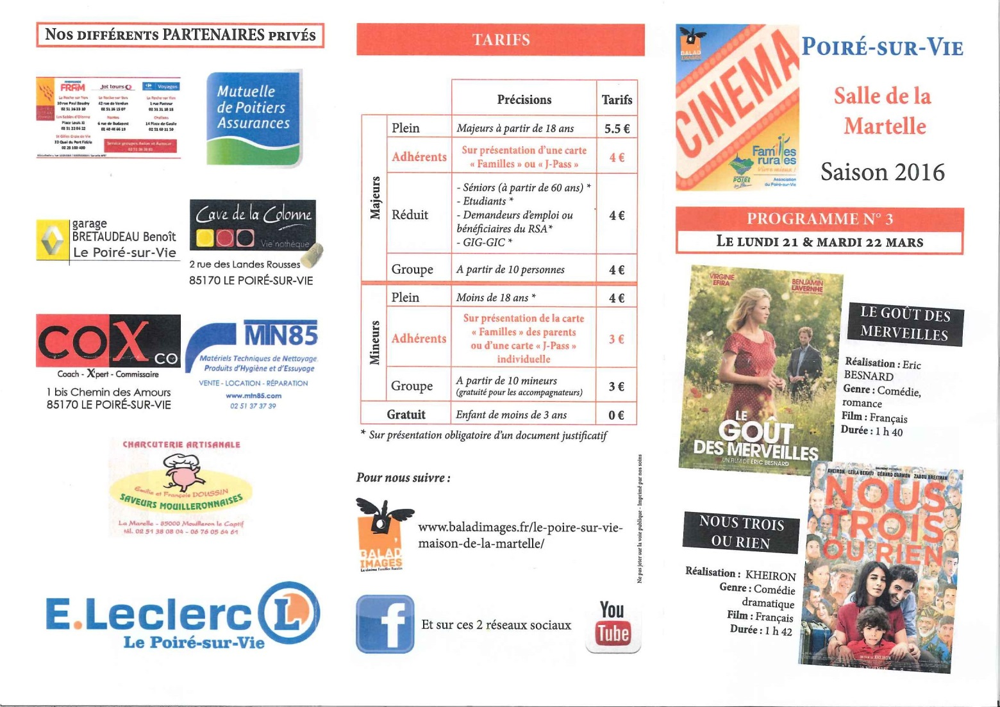 Nos différents PARTENAIRES privés
FRAM
Jet tours
Voyages
La Roche sur Yon
10 rue Paul Baudry
02 51 36 33 10
La Roche sur Yon
42 rue de Verdun
02 51 36 15 07
La Roche sur Yon
1 rue Pasteur
02 51 31 18 18
Les Sables d'Olonne
Place Louis XI
02 51 22 06 22
Nantes
6 rue de Budapest
02 40 48 66 19
Challans
14 Place de Gaulle
02 51 60 11 50
St Gilles Croix de Vie
33 Quai du Port Fidèle
02 28 100 400
Mutuelle
de Poitiers
Assurances
garage
BRETAUDEAU Benoît
Le Poiré-sur-Vie
Cave de la Colonne
Vie nothèque
2 rue des Landes Rousses
85170 LE POIRÉ-SUR-VIE
COX
CO
Coach - X'pert - Commissaire
1 bis Chemin des Amours
85170 LE POIRÉ-SUR-VIE
MTN85
Matériels Techniques de Nettoyage
Produits d'Hygiène et d'Essuyage
VENTE - LOCATION - RÉPARATION
www.mtn85.com
02 51 37 37 39
CHARCUTERIE ARTISANALE
Emilie et François DOUSSIN
SAVEURS MOUILLERONNAISES
La Marelle - 85000 Mouilleron le Captif
tél. 02 51 38 08 04 - 06 76 05 64 61
E.Leclerc L
Le Poiré-sur-Vie
TARIFS
Précisions Tarifs
Majeurs
Plein Majeurs à partir de 18 ans 5.5 €
Adhérents Sur présentation d'une carte
« Familles » ou « J-Pass » 4 €
Réduit - Séniors (à partir de 60 ans) *
- Etudiants *
- Demandeurs d'emploi ou
bénéficiaires du RSA*
- GIG-GIC * 4 €
Groupe A partir de 10 personnes 4 €
Mineurs
Plein Moins de 18 ans * 4 €
Adhérents Sur présentation de la carte
« Familles » des parents
ou d'une carte « J-Pass »
individuelle 3 €
Groupe A partir de 10 mineurs
(gratuité pour les accompagnateurs) 3 €
Gratuit Enfant de moins de 3 ans 0 €
* Sur présentation obligatoire d'un document justificatif
Pour nous suivre :
BALAD
IMAGES
Le cinéma Familles Rurales
www.baladimages.fr/le-poire-sur-vie-
maison-de-la-martelle/
f
Et sur ces 2 réseaux sociaux
You
Tube
Ne pas jeter sur la voie publique - Imprimé par nos soins
BALAD
IMAGES
CINEMA
Familles
rurales
Vivre mieux !
POIRÉ
sur Vie
Association
du Poiré-sur-Vie
Poiré-sur-Vie
Salle de la
Martelle
Saison 2016
PROGRAMME N° 3
Le lundi 21 & mardi 22 mars
VIRGINIE
EFIRA
BENJAMIN
LAVERNHE
LE
GOÛT
DES MERVEILLES
UN FILM DE ERIC BESNARD
LE GOÛT DES
MERVEILLES
Réalisation : Eric
BESNARD
Genre : Comédie,
romance
Film : Français
Durée : 1 h 40
NOUS TROIS
OU RIEN
Réalisation : KHEIRON
Genre : Comédie
dramatique
Film : Français
Durée : 1 h 42
KHEIRON LEÏLA BEKHTI GÉRARD DARMON ZABOU BREITMAN
NOUS
TROIS
OU RIEN
UN FILM DE KHEIRON